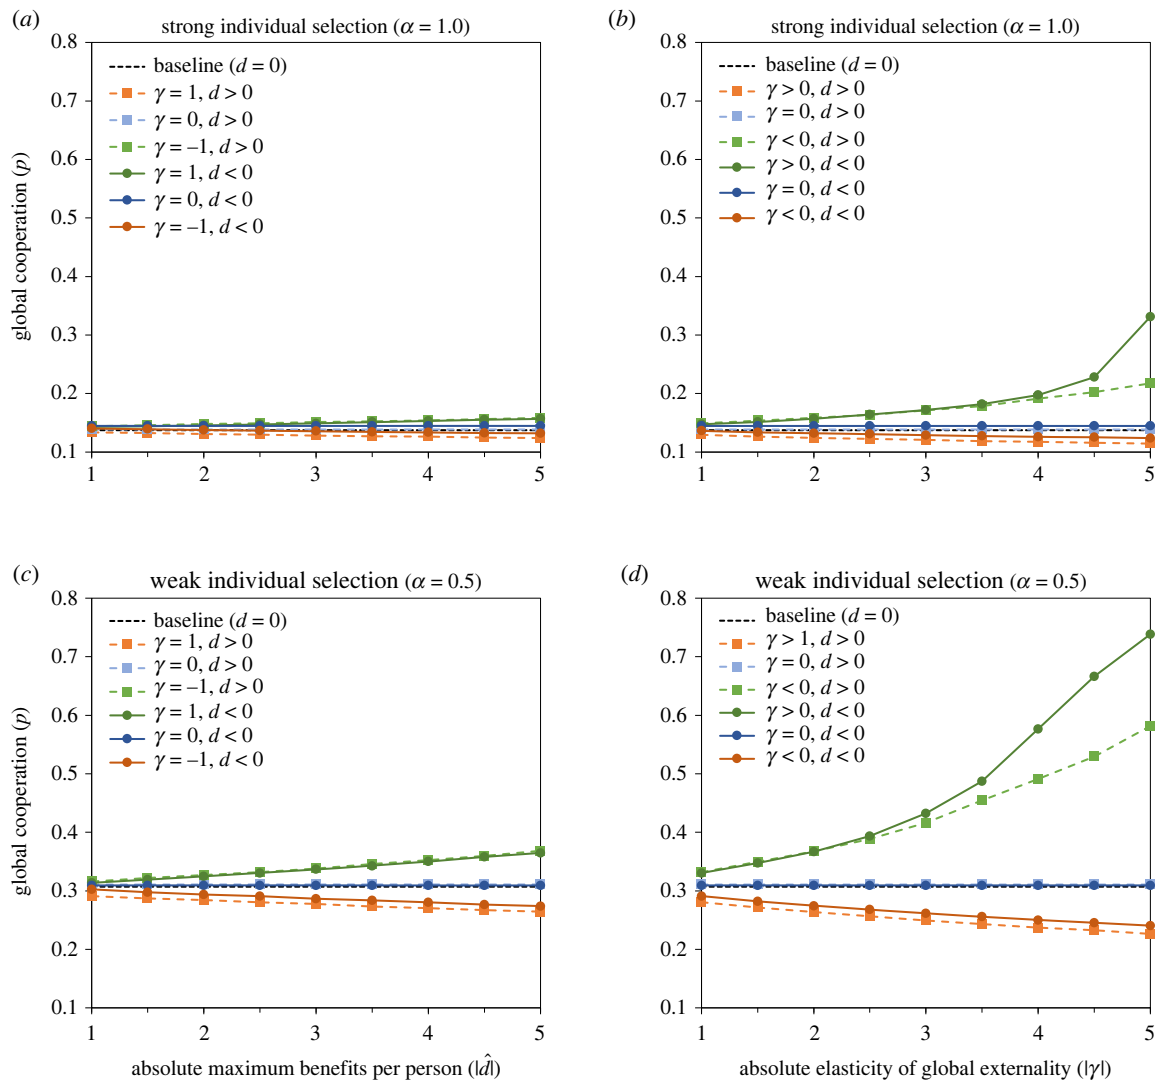 (a)
strong individual selection (α = 1.0)
0.8
0.7
0.6
0.5
0.4
0.3
0.2
0.1
global cooperation (p)
baseline (d = 0)
γ = 1, d > 0
γ = 0, d > 0
γ = –1, d > 0
γ = 1, d < 0
γ = 0, d < 0
γ = –1, d < 0
1 2 3 4 5
(b)
strong individual selection (α = 1.0)
0.8
0.7
0.6
0.5
0.4
0.3
0.2
0.1
baseline (d = 0)
γ > 0, d > 0
γ = 0, d > 0
γ < 0, d > 0
γ > 0, d < 0
γ = 0, d < 0
γ < 0, d < 0
1 2 3 4 5
(c)
weak individual selection (α = 0.5)
0.8
0.7
0.6
0.5
0.4
0.3
0.2
0.1
global cooperation (p)
baseline (d = 0)
γ = 1, d > 0
γ = 0, d > 0
γ = –1, d > 0
γ = 1, d < 0
γ = 0, d < 0
γ = –1, d < 0
1 2 3 4 5
absolute maximum benefits per person (|d̂|)
(d)
weak individual selection (α = 0.5)
0.8
0.7
0.6
0.5
0.4
0.3
0.2
0.1
baseline (d = 0)
γ > 1, d > 0
γ = 0, d > 0
γ < 0, d > 0
γ > 0, d < 0
γ = 0, d < 0
γ < 0, d < 0
1 2 3 4 5
absolute elasticity of global externality (|γ|)